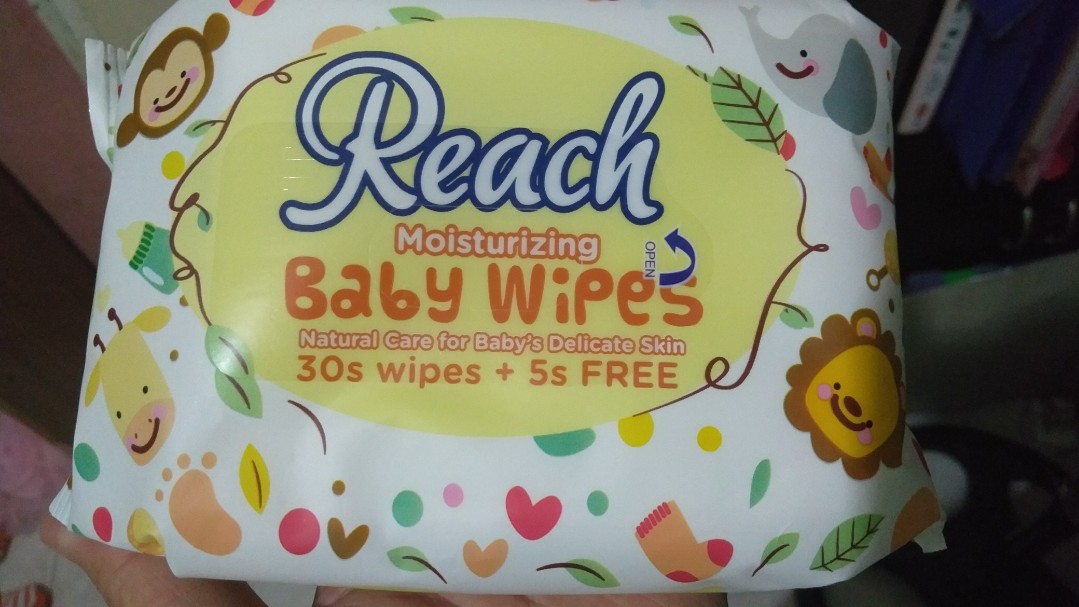 Reach
Moisturizing
OPEN
Baby Wipes
Natural Care for Baby's Delicate Skin
30s wipes + 5s FREE